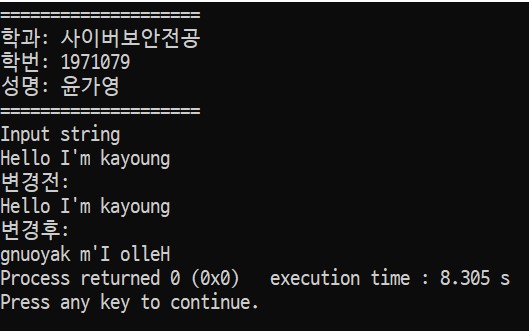 ====================
학과: 사이버보안전공
학번: 1971079
성명: 윤가영
====================
Input string
Hello I'm kayoung
변경전:
Hello I'm kayoung
변경후:
gnuoyak m'I olleH
Process returned 0 (0x0)   execution time : 8.305 s
Press any key to continue.